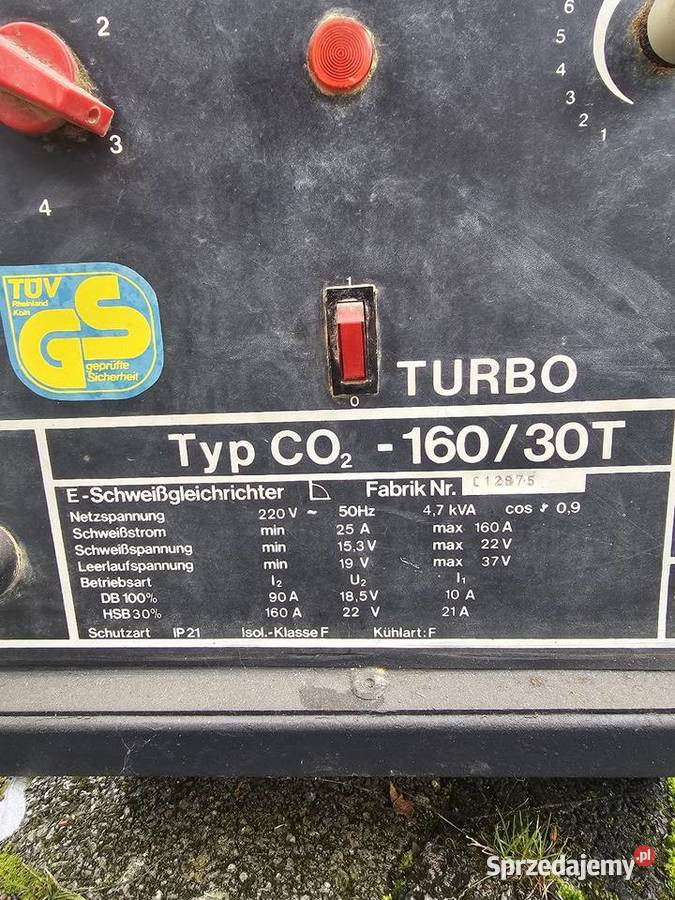 2
3
4
6
5
4
3
2
1
TÜV
Rheinland
Köln
GS
geprüfte
Sicherheit
1
0
TURBO
Typ CO2 - 160/30T
E-Schweißgleichrichter Fabrik Nr. C12875
Netzspannung 220 V ~ 50Hz 4,7 kVA cos φ 0,9
Schweißstrom min 25 A max 160 A
Schweißspannung min 15,3 V max 22 V
Leerlaufspannung min 19 V max 37 V
Betriebsart I2 U2 I1
DB 100% 90 A 18,5V 10 A
HSB 30% 160 A 22 V 21 A
Schutzart IP 21 Isol.-Klasse F Kühlart: F
Sprzedajemy.pl